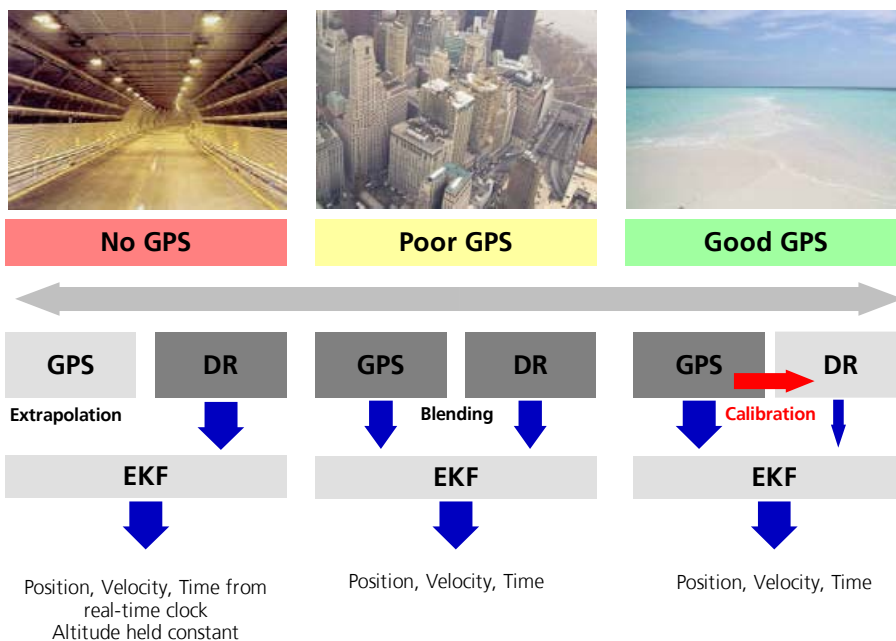 No GPS
Poor GPS
Good GPS
GPS
DR
GPS
DR
GPS
DR
Extrapolation
Blending
Calibration
EKF
EKF
EKF
Position, Velocity, Time from
real-time clock
Altitude held constant
Position, Velocity, Time
Position, Velocity, Time